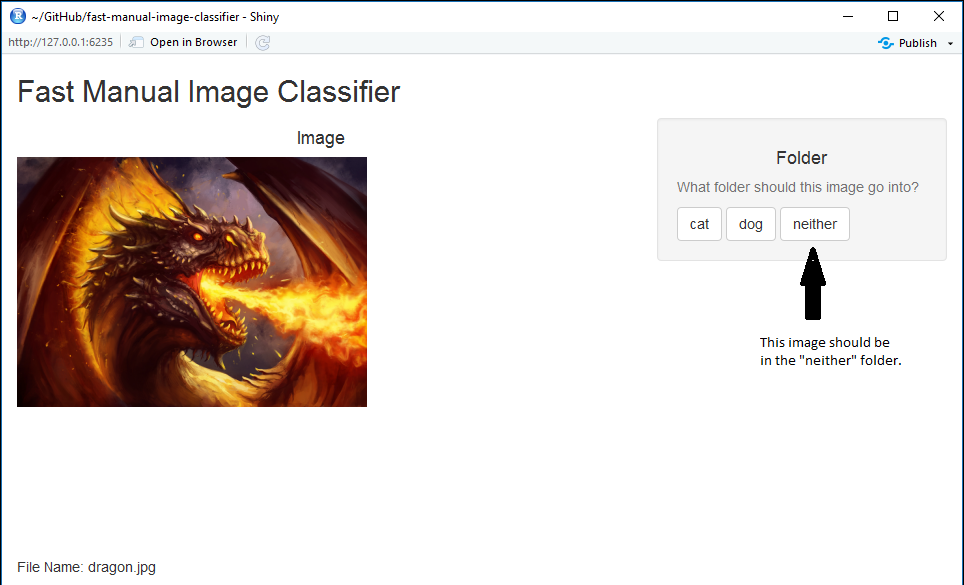 ~/GitHub/fast-manual-image-classifier - Shiny
http://127.0.0.1:6235 Open in Browser Publish
Fast Manual Image Classifier
Image
Folder
What folder should this image go into?
cat dog neither
This image should be
in the "neither" folder.
File Name: dragon.jpg